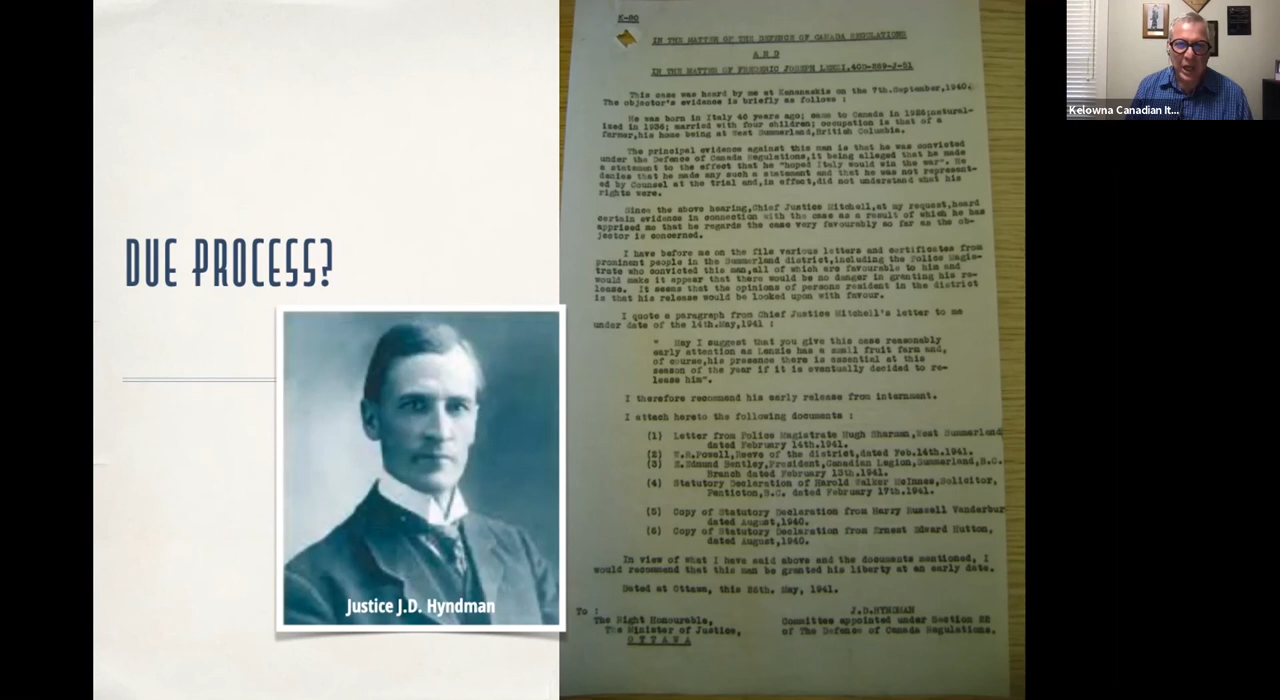 DUE PROCESS?
Justice J.D. Hyndman
K-80
IN THE MATTER OF THE DEFENCE OF CANADA REGULATIONS
AND
IN THE MATTER OF FREDERIC JOSEPH LENZI.40D-569-J-51
This case was heard by me at Kananaskis on the 7th.September,1940.
The objector's evidence is briefly as follows :
He was born in Italy 46 years ago; came to Canada in 1926;natural-
ized in 1936; married with four children; occupation is that of a
farmer,his home being at West Summerland,British Columbia.
The principal evidence against this man is that he was convicted
under the Defence of Canada Regulations,it being alleged that he made
a statement to the effect that he "hoped Italy would win the war". He
denies that he made any such a statement and that he was not represent-
ed by Counsel at the trial and,in effect,did not understand what his
rights were.
Since the above hearing,Chief Justice Mitchell,at my request,heard
certain evidence in connection with the case as a result of which he has
apprised me that he regards the case very favourably so far as the ob-
jector is concerned.
I have before me on the file various letters and certificates from
prominent people in the Summerland district,including the Police Magis-
trate who convicted this man,all of which are favourable to him and
would make it appear that there would be no danger in granting his re-
lease. It seems that the opinions of persons resident in the district
is that his release would be looked upon with favour.
I quote a paragraph from Chief Justice Mitchell's letter to me
under date of the 14th.May,1941 :
" May I suggest that you give this case reasonably
early attention as Lenzie has a small fruit farm and,
of course,his presence there is essential at this
season of the year if it is eventually decided to re-
lease him".
I therefore recommend his early release from internment.
I attach hereto the following documents :
(1) Letter from Police Magistrate Hugh Sharman,West Summerland
dated February 14th.1941.
(2) W.R.Powell,Reeve of the district,dated Feb.14th.1941.
(3) E.Edmund Bentley,President,Canadian Legion,Summerland,B.C.
Branch dated February 13th.1941.
(4) Statutory Declaration of Harold Walker McInnes,Solicitor,
Penticton,B.C. dated February 17th.1941.
(5) Copy of Statutory Declaration from Harry Russell Vanderbur
dated August,1940.
(6) Copy of Statutory Declaration from Ernest Edward Hutton,
dated August,1940.
In view of what I have said above and the documents mentioned, I
would recommend that this man be granted his liberty at an early date.
Dated at Ottawa, this 26th. May, 1941.
To :
The Right Honourable,
The Minister of Justice,
OTTAWA
J.D.HYNDMAN
Committee appointed under Section 22
of The Defence of Canada Regulations.
Kelowna Canadian It...